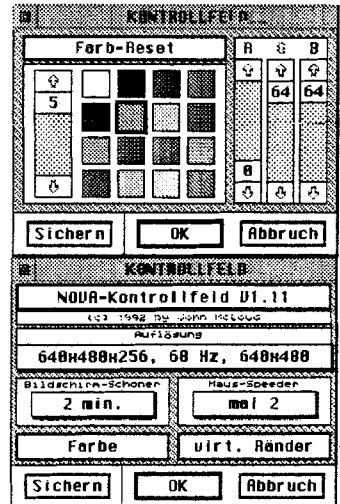 KONTROLLFELD
Farb-Reset
R G B
5
64 64
0
Sichern OK Abbruch
KONTROLLFELD
NOVA-Kontrollfeld V1.11
(c) 1992 by John McLoud
Auflösung
640x480x256, 60 Hz, 640x480
Bildschirm-Schoner
Maus-Speeder
2 min.
mal 2
Farbe
virt. Ränder
Sichern OK Abbruch